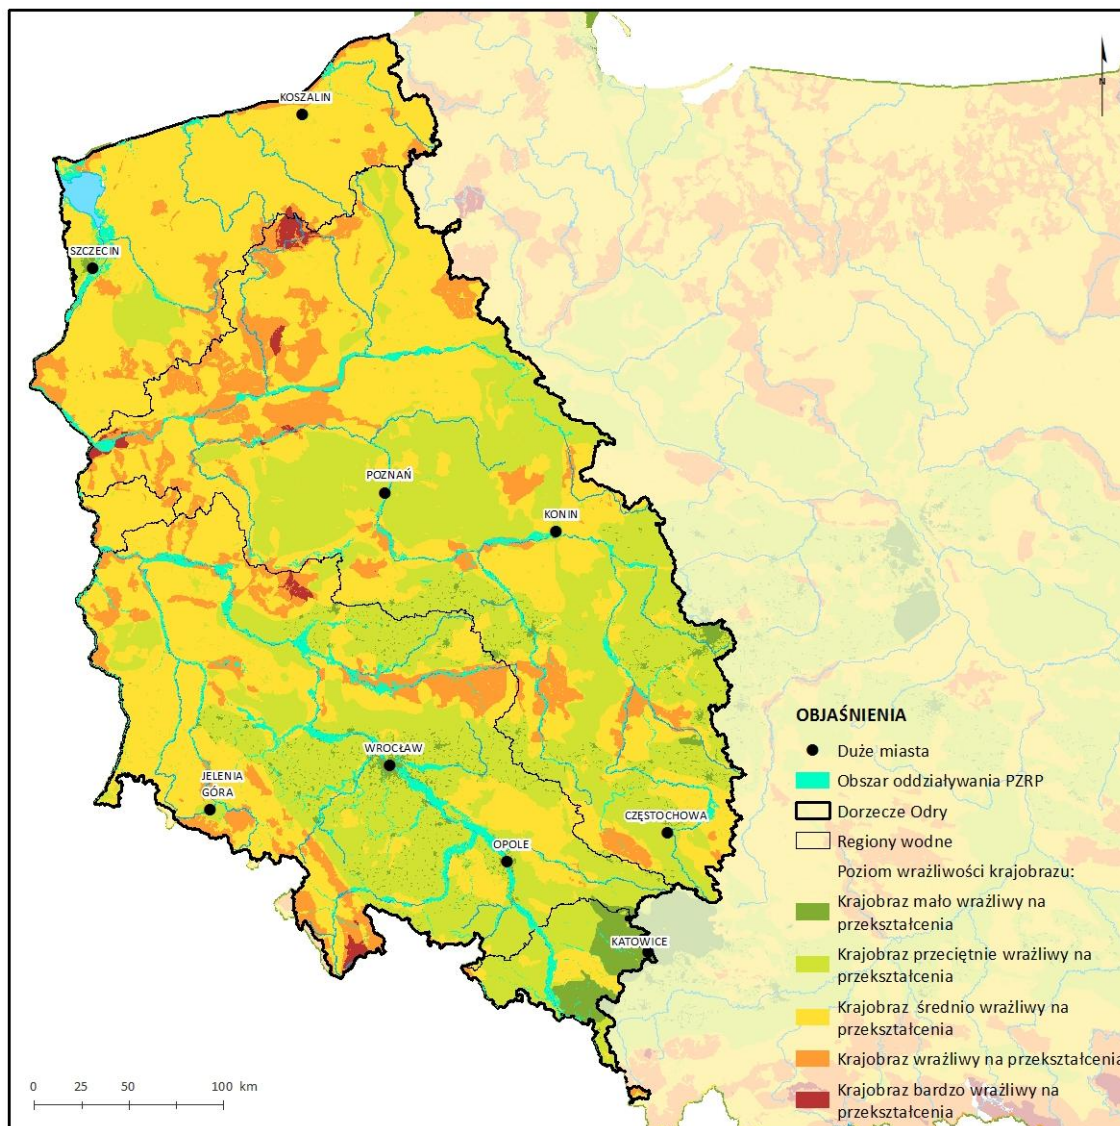 KOSZALIN
SZCZECIN
POZNAŃ
KONIN
WROCŁAW
JELENIA
GÓRA
CZĘSTOCHOWA
OPOLE
KATOWICE
N
OBJAŚNIENIA
Duże miasta
Obszar oddziaływania PZRP
Dorzecze Odry
Regiony wodne
Poziom wrażliwości krajobrazu:
Krajobraz mało wrażliwy na
przekształcenia
Krajobraz przeciętnie wrażliwy na
przekształcenia
Krajobraz średnio wrażliwy na
przekształcenia
Krajobraz wrażliwy na przekształcenia
Krajobraz bardzo wrażliwy na
przekształcenia
0 25 50 100 km